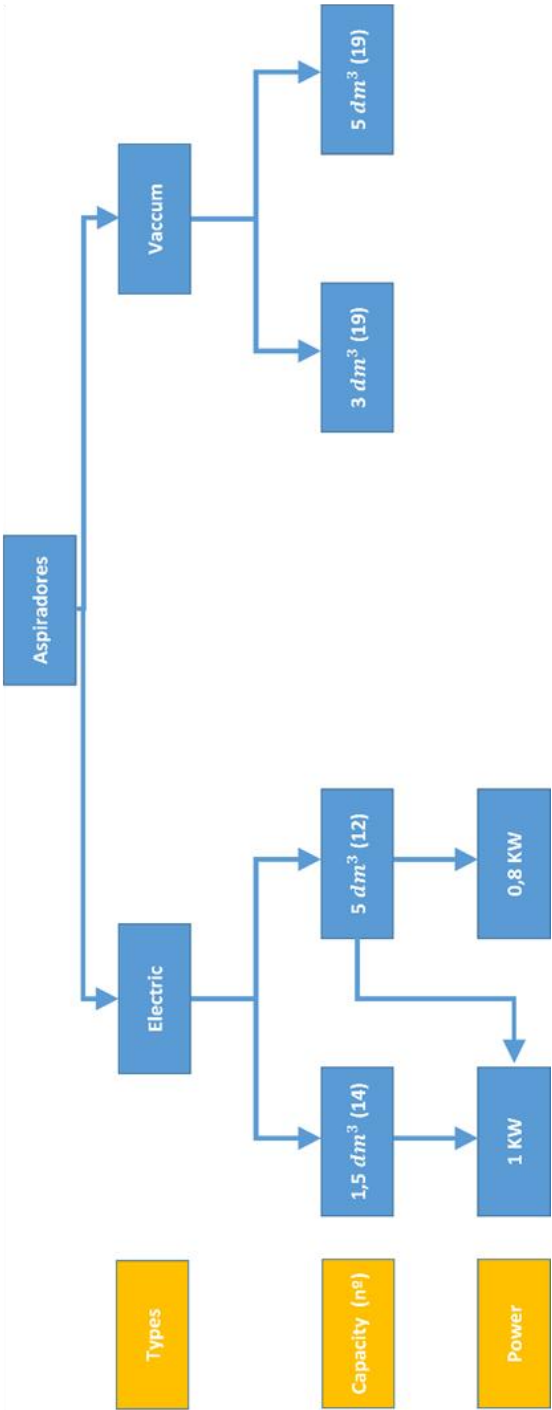 Aspiradores
Types
Electric
Vaccum
Capacity (nº)
1,5 dm³ (14)
5 dm³ (12)
3 dm³ (19)
5 dm³ (19)
Power
1 KW
0,8 KW